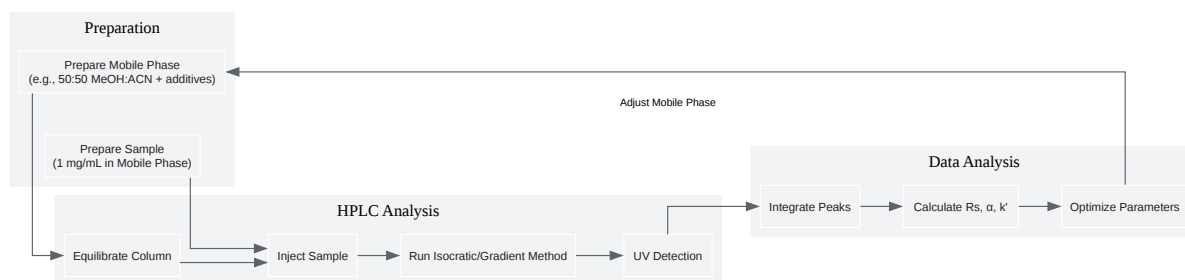 Preparation
Prepare Mobile Phase
(e.g., 50:50 MeOH:ACN + additives)
Adjust Mobile Phase
Prepare Sample
(1 mg/mL in Mobile Phase)
Data Analysis
HPLC Analysis
Integrate Peaks
Calculate Rs, α, k'
Optimize Parameters
Equilibrate Column
Inject Sample
Run Isocratic/Gradient Method
UV Detection